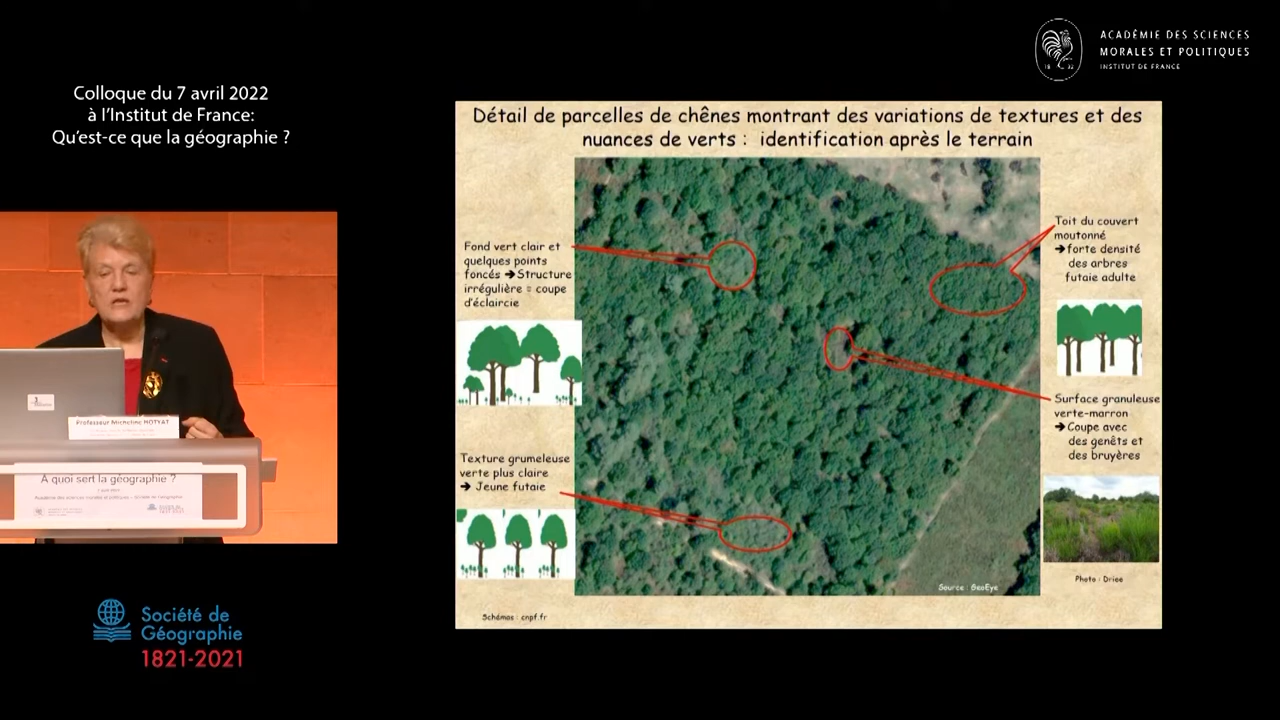 ACADÉMIE DES SCIENCES
MORALES ET POLITIQUES
INSTITUT DE FRANCE
18 32
Colloque du 7 avril 2022
à l'Institut de France:
Qu'est-ce que la géographie ?
Détail de parcelles de chênes montrant des variations de textures et des
nuances de verts : identification après le terrain
Fond vert clair et
quelques points
foncés ➔ Structure
irrégulière = coupe
d'éclaircie
Toit du couvert
moutonné
➔ forte densité
des arbres
futaie adulte
Surface granuleuse
verte-marron
➔ Coupe avec
des genêts et
des bruyères
Texture grumeleuse
verte plus claire
➔ Jeune futaie
Source : GeoEye
Photo : Driee
Schémas : cnpf.fr
Professeur Micheline HOTYAT
À quoi sert la géographie ?
Société de
Géographie
1821-2021